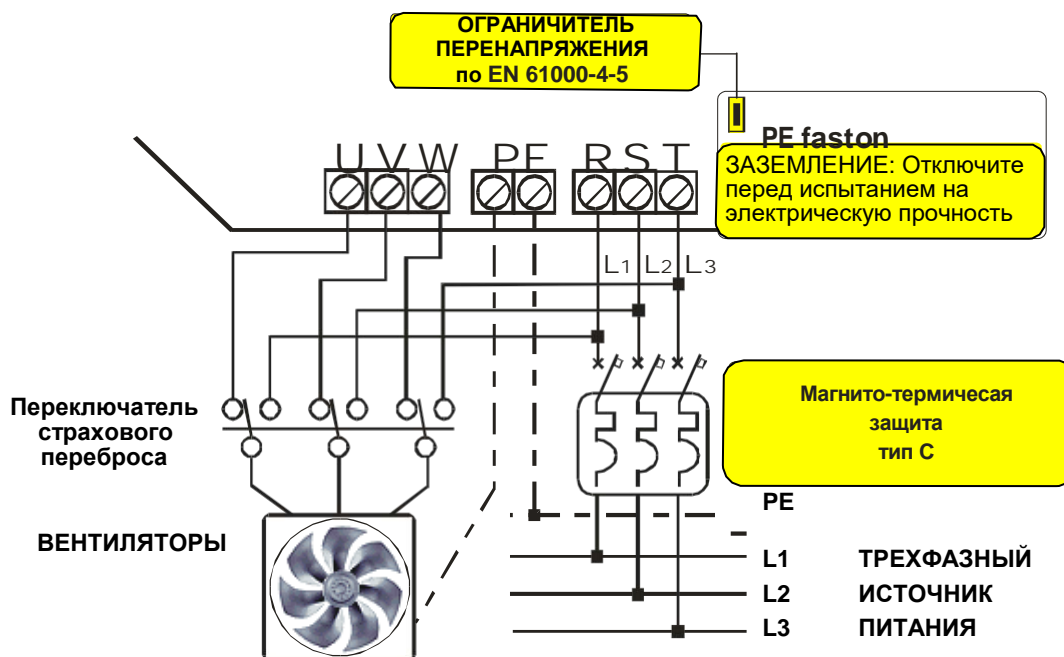 ОГРАНИЧИТЕЛЬ
ПЕРЕНАПРЯЖЕНИЯ
по EN 61000-4-5
PE faston
ЗАЗЕМЛЕНИЕ: Отключите
перед испытанием на
электрическую прочность
U V W PE R S T
L1 L2 L3
Переключатель
страхового
переброса
Магнито-термичесая
защита
тип С
PE
ВЕНТИЛЯТОРЫ
L1 ТРЕХФАЗНЫЙ
L2 ИСТОЧНИК
L3 ПИТАНИЯ